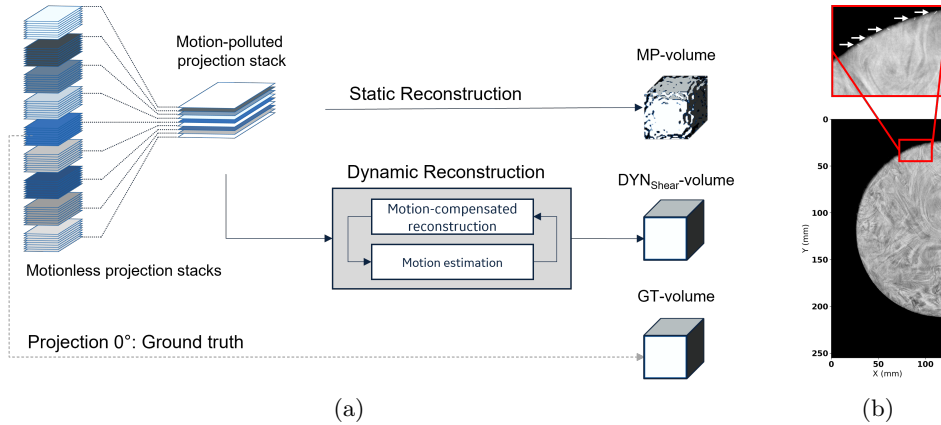 Motion-polluted
projection stack
Static Reconstruction
MP-volume
Dynamic Reconstruction
Motion-compensated
reconstruction
Motion estimation
DYNShear-volume
Motionless projection stacks
GT-volume
Projection 0°: Ground truth
(a)
0
50
100
150
200
250
Y (mm)
0
50
100
X (mm)
(b)